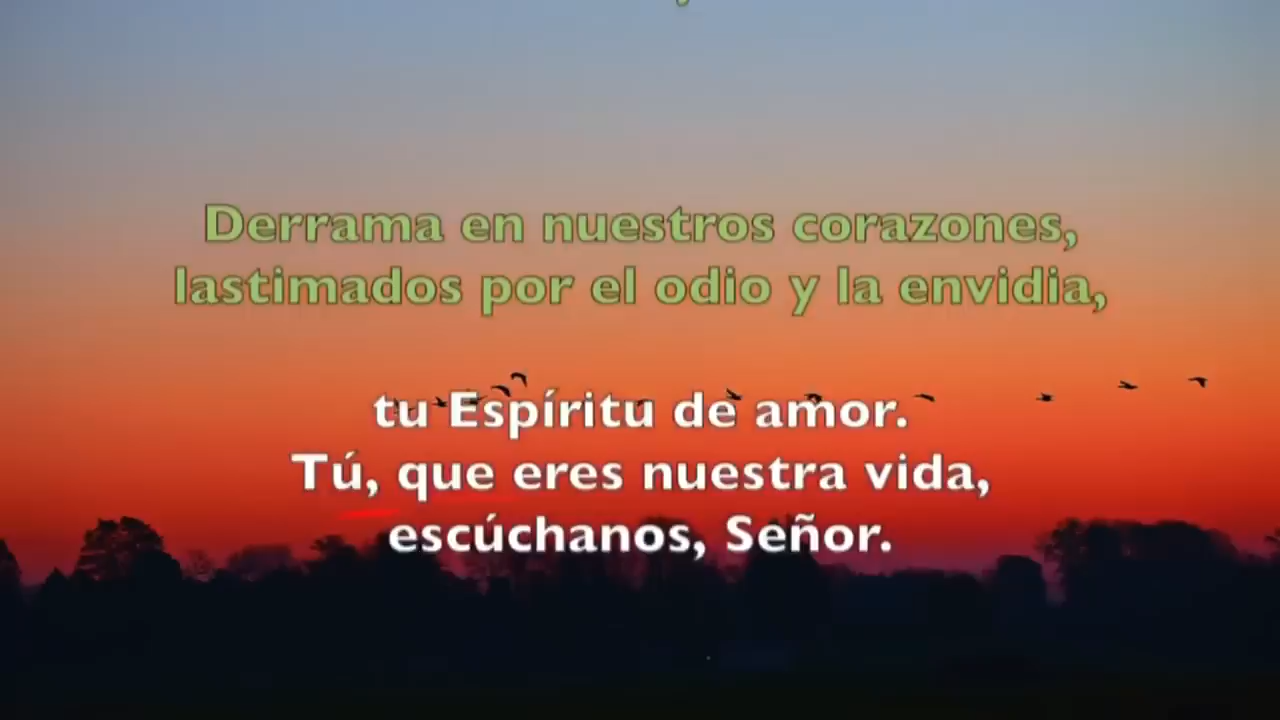 Derrama en nuestros corazones,
lastimados por el odio y la envidia,
tu Espíritu de amor.
Tú, que eres nuestra vida,
escúchanos, Señor.